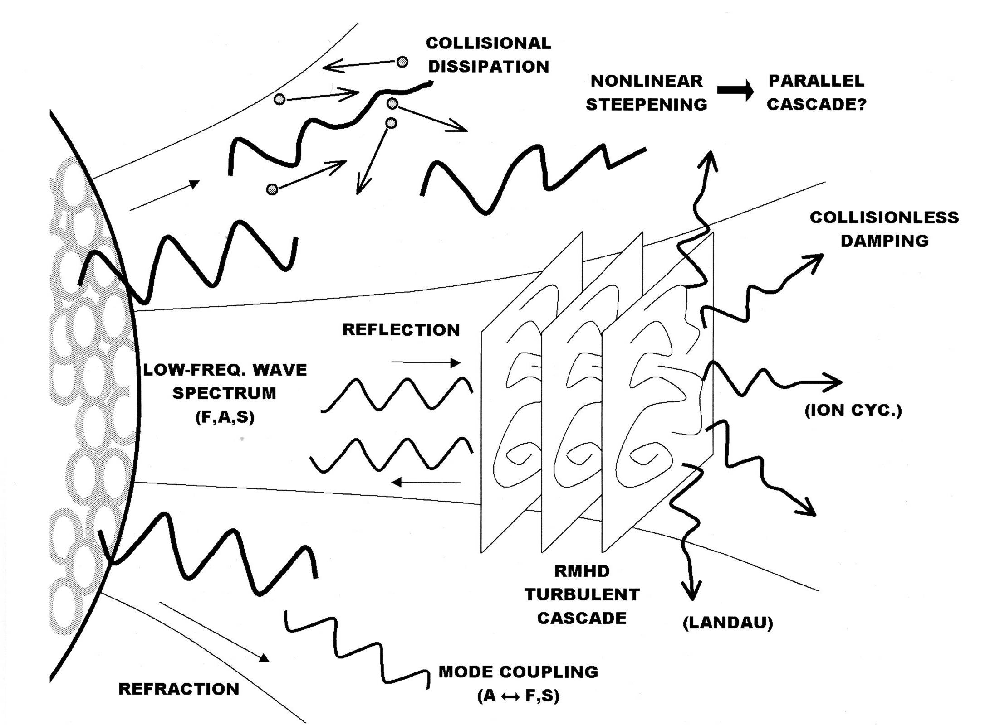 COLLISIONAL
DISSIPATION
NONLINEAR
STEEPENING
PARALLEL
CASCADE?
COLLISIONLESS
DAMPING
REFLECTION
LOW-FREQ. WAVE
SPECTRUM
(F,A,S)
(ION CYC.)
RMHD
TURBULENT
CASCADE
(LANDAU)
REFRACTION
MODE COUPLING
(A ↔ F,S)